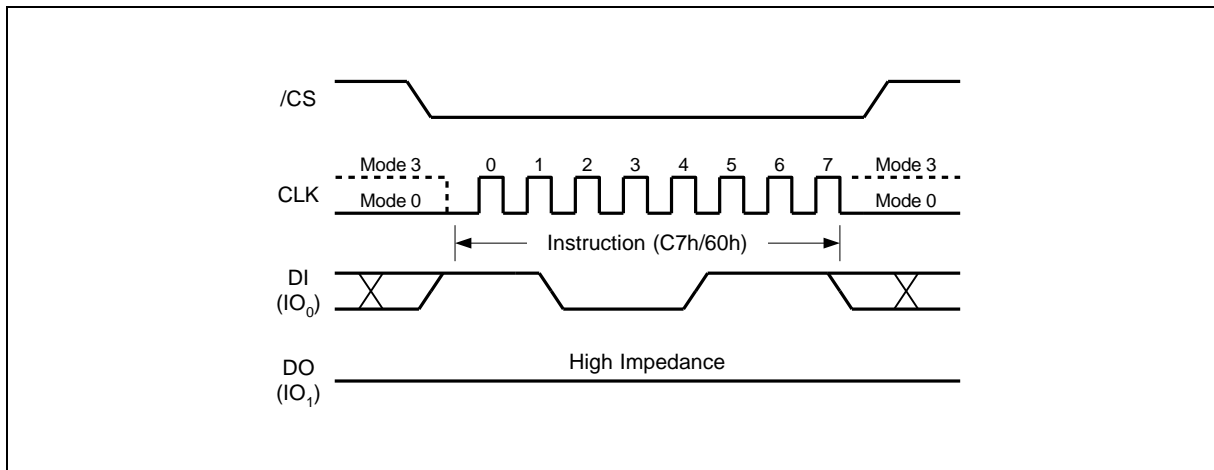 /CS
Mode 3 0 1 2 3 4 5 6 7 Mode 3
CLK
Mode 0 Mode 0
Instruction (C7h/60h)
DI
(IO₀)
High Impedance
DO
(IO₁)